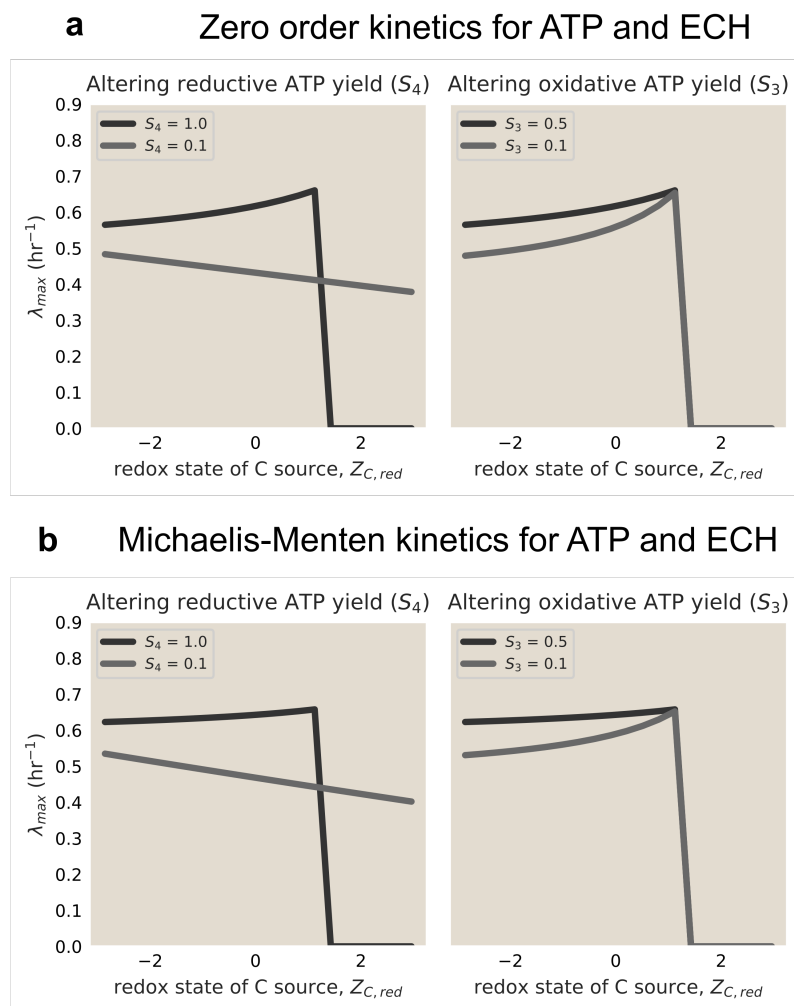 a Zero order kinetics for ATP and ECH
Altering reductive ATP yield (S4) Altering oxidative ATP yield (S3)
0.9
0.8
0.7
0.6
0.5
0.4
0.3
0.2
0.1
0.0
λmax (hr−1)
S4 = 1.0
S4 = 0.1
S3 = 0.5
S3 = 0.1
−2 0 2 −2 0 2
redox state of C source, ZC,red redox state of C source, ZC,red
b Michaelis-Menten kinetics for ATP and ECH
Altering reductive ATP yield (S4) Altering oxidative ATP yield (S3)
0.9
0.8
0.7
0.6
0.5
0.4
0.3
0.2
0.1
0.0
λmax (hr−1)
S4 = 1.0
S4 = 0.1
S3 = 0.5
S3 = 0.1
−2 0 2 −2 0 2
redox state of C source, ZC,red redox state of C source, ZC,red